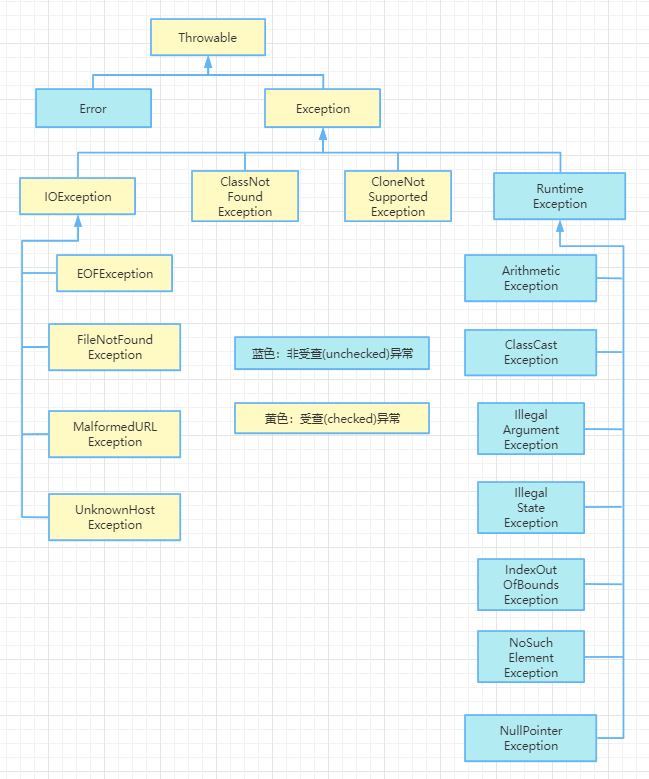 Throwable
Error
Exception
IOException
ClassNot
Found
Exception
CloneNot
Supported
Exception
Runtime
Exception
EOFException
FileNotFound
Exception
MalformedURL
Exception
UnknownHost
Exception
蓝色：非受查(unchecked)异常
黄色：受查(checked)异常
Arithmetic
Exception
ClassCast
Exception
Illegal
Argument
Exception
Illegal
State
Exception
IndexOut
OfBounds
Exception
NoSuch
Element
Exception
NullPointer
Exception